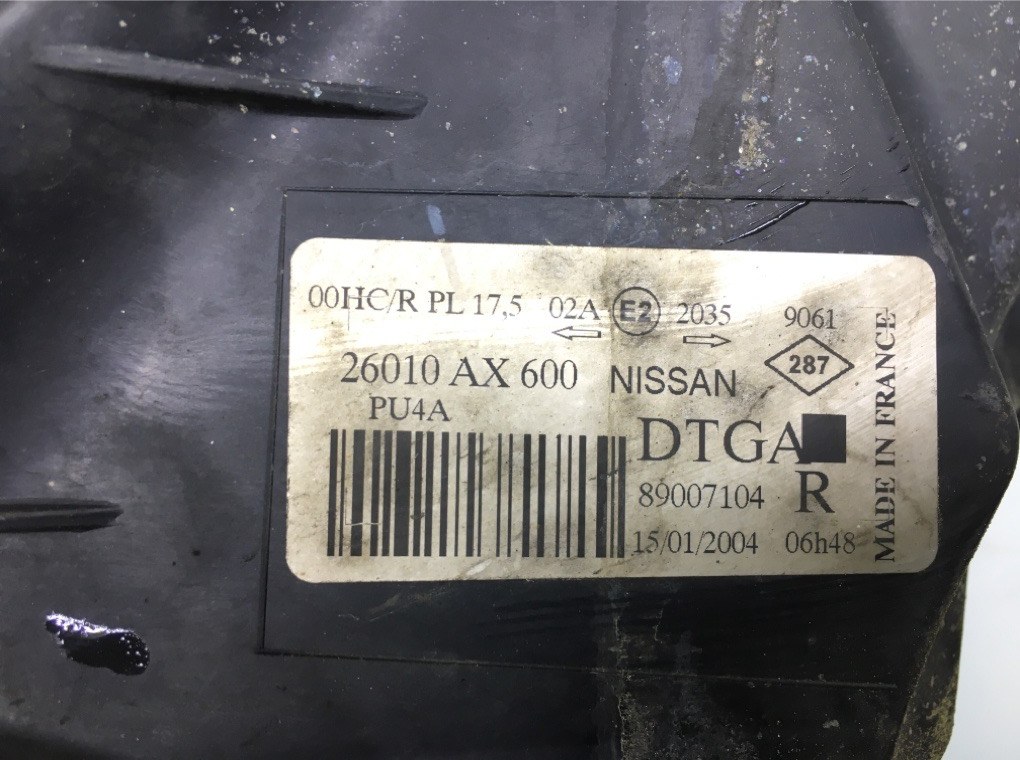 00HC/R PL 17,5 02A E2 2035 9061
26010 AX 600 NISSAN 287
PU4A
DTGA
89007104 R
15/01/2004 06h48
MADE IN FRANCE